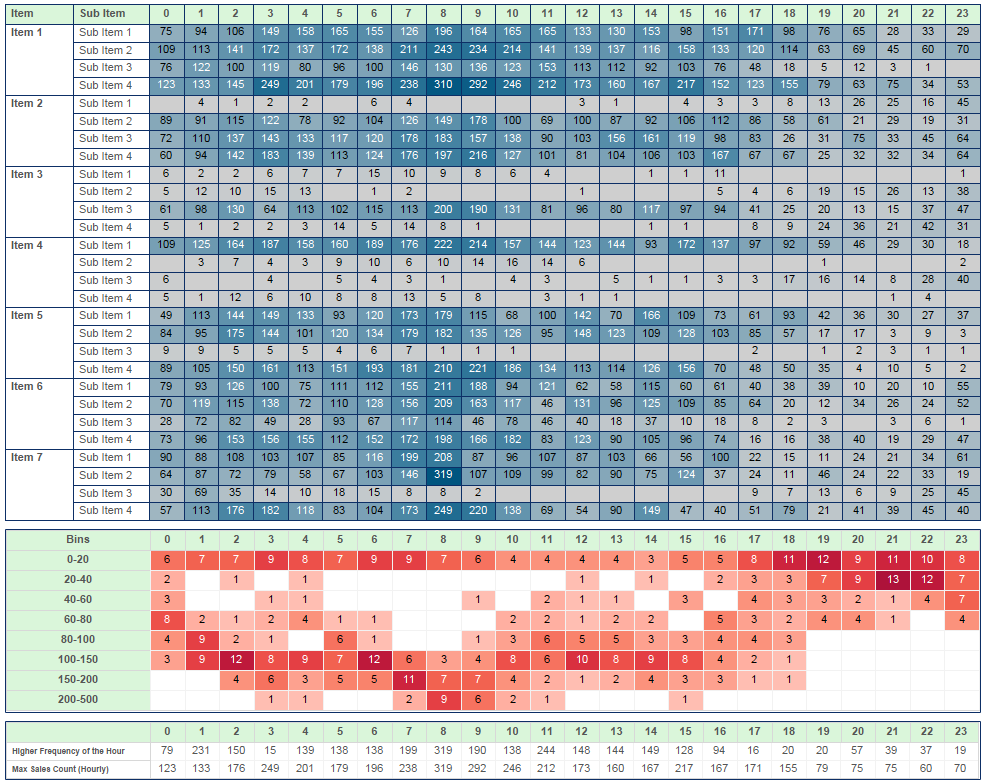 Item Sub Item 0 1 2 3 4 5 6 7 8 9 10 11 12 13 14 15 16 17 18 19 20 21 22 23
Item 1 Sub Item 1 75 94 106 149 158 165 155 126 196 164 165 165 133 130 153 98 151 171 98 76 65 28 33 29
Sub Item 2 109 113 141 172 137 172 138 211 243 234 214 141 139 137 116 158 133 120 114 63 69 45 60 70
Sub Item 3 76 122 100 119 80 96 100 146 130 136 123 153 113 112 92 103 76 48 18 5 12 3 1
Sub Item 4 123 133 145 249 201 179 196 238 310 292 246 212 173 160 167 217 152 123 155 79 63 75 34 53
Item 2 Sub Item 1 4 1 2 2 6 4 3 1 4 3 3 8 13 26 25 16 45
Sub Item 2 89 91 115 122 78 92 104 126 149 178 100 69 100 87 92 106 112 86 58 61 21 29 19 31
Sub Item 3 72 110 137 143 133 117 120 178 183 157 138 90 103 156 161 119 98 83 26 31 75 33 45 64
Sub Item 4 60 94 142 183 139 113 124 176 197 216 127 101 81 104 106 103 167 67 67 25 32 32 34 64
Item 3 Sub Item 1 6 2 2 6 7 7 15 10 9 8 6 4 1 1 11 1
Sub Item 2 5 12 10 15 13 1 2 1 5 4 6 19 15 26 13 38
Sub Item 3 61 98 130 64 113 102 115 113 200 190 131 81 96 80 117 97 94 41 25 20 13 15 37 47
Sub Item 4 5 1 2 2 3 14 5 14 8 1 1 1 8 9 24 36 21 42 31
Item 4 Sub Item 1 109 125 164 187 158 160 189 176 222 214 157 144 123 144 93 172 137 97 92 59 46 29 30 18
Sub Item 2 3 7 4 3 9 10 6 10 14 16 14 6 1 2
Sub Item 3 6 4 5 4 3 1 4 3 5 1 1 3 3 17 16 14 8 28 40
Sub Item 4 5 1 12 6 10 8 8 13 5 8 3 1 1 1 4
Item 5 Sub Item 1 49 113 144 149 133 93 120 173 179 115 68 100 142 70 166 109 73 61 93 42 36 30 27 37
Sub Item 2 84 95 175 144 101 120 134 179 182 135 126 95 148 123 109 128 103 85 57 17 17 3 9 3
Sub Item 3 9 9 5 5 5 4 6 7 1 1 1 2 1 2 3 1 1
Sub Item 4 89 105 150 161 113 151 193 181 210 221 186 134 113 114 126 156 70 48 50 35 4 10 5 2
Item 6 Sub Item 1 79 93 126 100 75 111 112 155 211 188 94 121 62 58 115 60 61 40 38 39 10 20 10 55
Sub Item 2 70 119 115 138 72 110 128 156 209 163 117 46 131 96 125 109 85 64 20 12 34 26 24 52
Sub Item 3 28 72 82 49 28 93 67 117 114 46 78 46 40 18 37 10 18 8 2 3 3 6 1
Sub Item 4 73 96 153 156 155 112 152 172 198 166 182 83 123 90 105 96 74 16 16 38 40 19 29 47
Item 7 Sub Item 1 90 88 108 103 107 85 116 199 208 87 96 107 87 103 66 56 100 22 15 11 24 21 34 61
Sub Item 2 64 87 72 79 58 67 103 146 319 107 109 99 82 90 75 124 37 24 11 46 24 22 33 19
Sub Item 3 30 69 35 14 10 18 15 8 8 2 9 7 13 6 9 25 45
Sub Item 4 57 113 176 182 118 83 104 173 249 220 138 69 54 90 149 47 40 51 79 21 41 39 45 40
Bins 0 1 2 3 4 5 6 7 8 9 10 11 12 13 14 15 16 17 18 19 20 21 22 23
0-20 6 7 7 9 8 7 9 9 7 6 4 4 4 4 3 5 5 8 11 12 9 11 10 8
20-40 2 1 1 1 1 2 3 3 7 9 13 12 7
40-60 3 1 1 1 2 1 1 3 4 3 3 2 1 4 7
60-80 8 2 1 2 4 1 1 2 2 1 2 2 5 3 2 4 4 1 4
80-100 4 9 2 1 6 1 1 3 6 5 5 3 3 4 4 3
100-150 3 9 12 8 9 7 12 6 3 4 8 6 10 8 9 8 4 2 1
150-200 4 6 3 5 5 11 7 7 4 2 1 2 4 3 3 1 1
200-500 1 1 2 9 6 2 1 1
0 1 2 3 4 5 6 7 8 9 10 11 12 13 14 15 16 17 18 19 20 21 22 23
Higher Frequency of the Hour 79 231 150 15 139 138 138 199 319 190 138 244 148 144 149 128 94 16 20 20 57 39 37 19
Max Sales Count (Hourly) 123 133 176 249 201 179 196 238 319 292 246 212 173 160 167 217 167 171 155 79 75 75 60 70